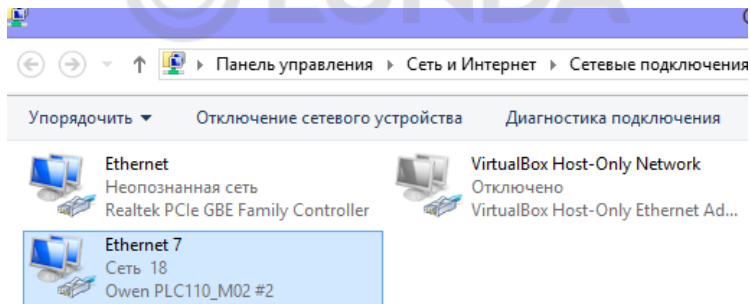 LUNDA
Панель управления ▸ Сеть и Интернет ▸ Сетевые подключения
Упорядочить ▾ Отключение сетевого устройства Диагностика подключения
Ethernet
Неопознанная сеть
Realtek PCIe GBE Family Controller
VirtualBox Host-Only Network
Отключено
VirtualBox Host-Only Ethernet Ad...
Ethernet 7
Сеть 18
Owen PLC110_M02 #2